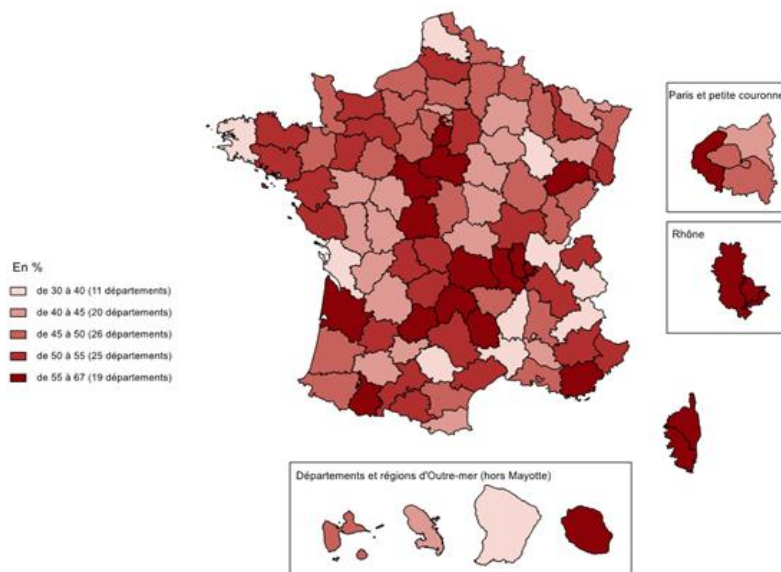 Paris et petite couronne
Rhône
En %
de 30 à 40 (11 départements)
de 40 à 45 (20 départements)
de 45 à 50 (26 départements)
de 50 à 55 (25 départements)
de 55 à 67 (19 départements)
Départements et régions d'Outre-mer (hors Mayotte)